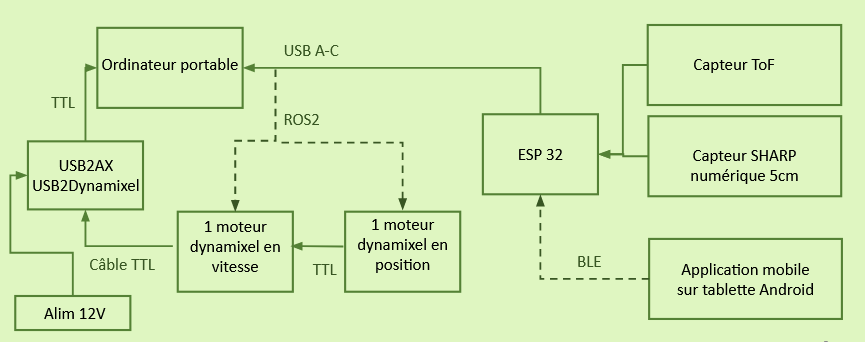 Ordinateur portable
USB A-C
Capteur ToF
TTL
ROS2
ESP 32
Capteur SHARP
numérique 5cm
USB2AX
USB2Dynamixel
1 moteur
dynamixel en
vitesse
1 moteur
dynamixel en
position
Câble TTL
TTL
BLE
Application mobile
sur tablette Android
Alim 12V